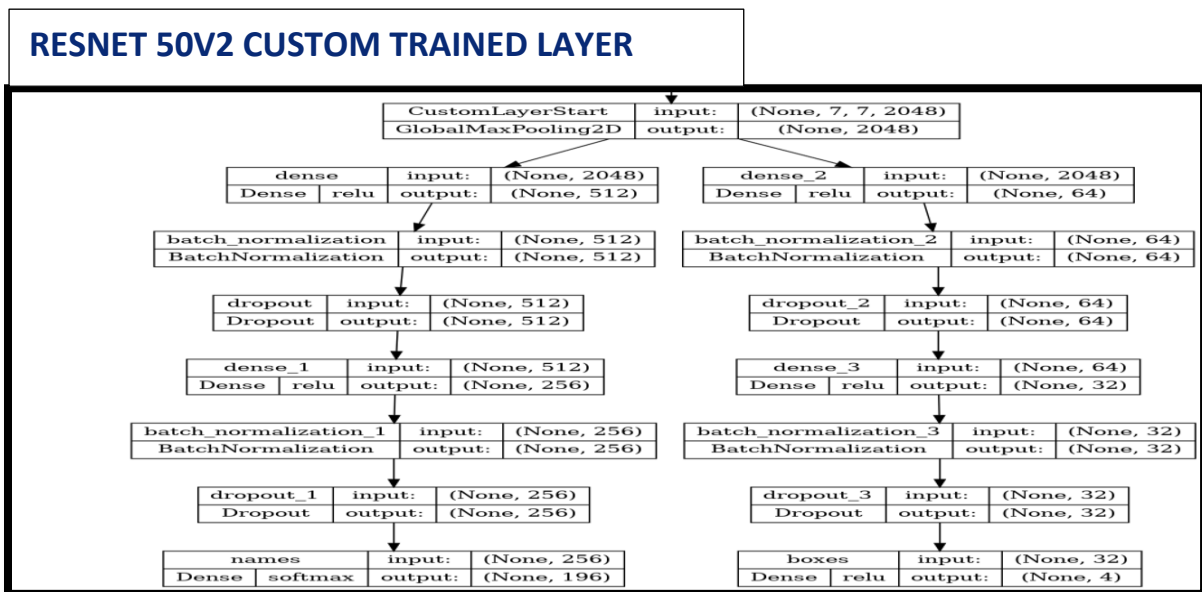 RESNET 50V2 CUSTOM TRAINED LAYER
CustomLayerStart input: (None, 7, 7, 2048)
GlobalMaxPooling2D output: (None, 2048)
dense input: (None, 2048)
Dense relu output: (None, 512)
dense_2 input: (None, 2048)
Dense relu output: (None, 64)
batch_normalization input: (None, 512)
BatchNormalization output: (None, 512)
batch_normalization_2 input: (None, 64)
BatchNormalization output: (None, 64)
dropout input: (None, 512)
Dropout output: (None, 512)
dropout_2 input: (None, 64)
Dropout output: (None, 64)
dense_1 input: (None, 512)
Dense relu output: (None, 256)
dense_3 input: (None, 64)
Dense relu output: (None, 32)
batch_normalization_1 input: (None, 256)
BatchNormalization output: (None, 256)
batch_normalization_3 input: (None, 32)
BatchNormalization output: (None, 32)
dropout_1 input: (None, 256)
Dropout output: (None, 256)
dropout_3 input: (None, 32)
Dropout output: (None, 32)
names input: (None, 256)
Dense softmax output: (None, 196)
boxes input: (None, 32)
Dense relu output: (None, 4)